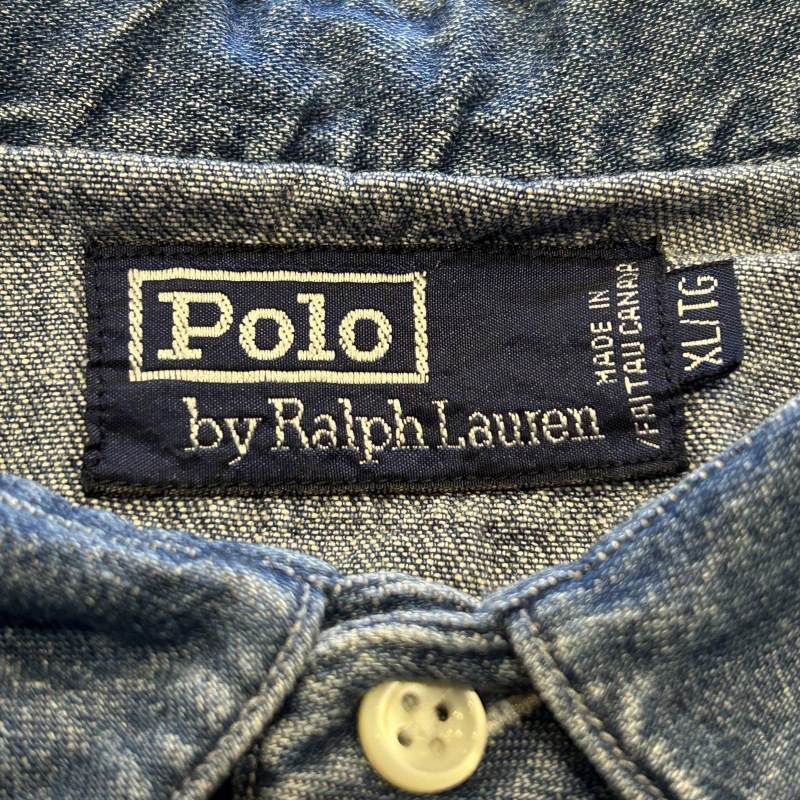 Polo
by Ralph Lauren
MADE IN
/FAIT AU CANADA
XL/TG